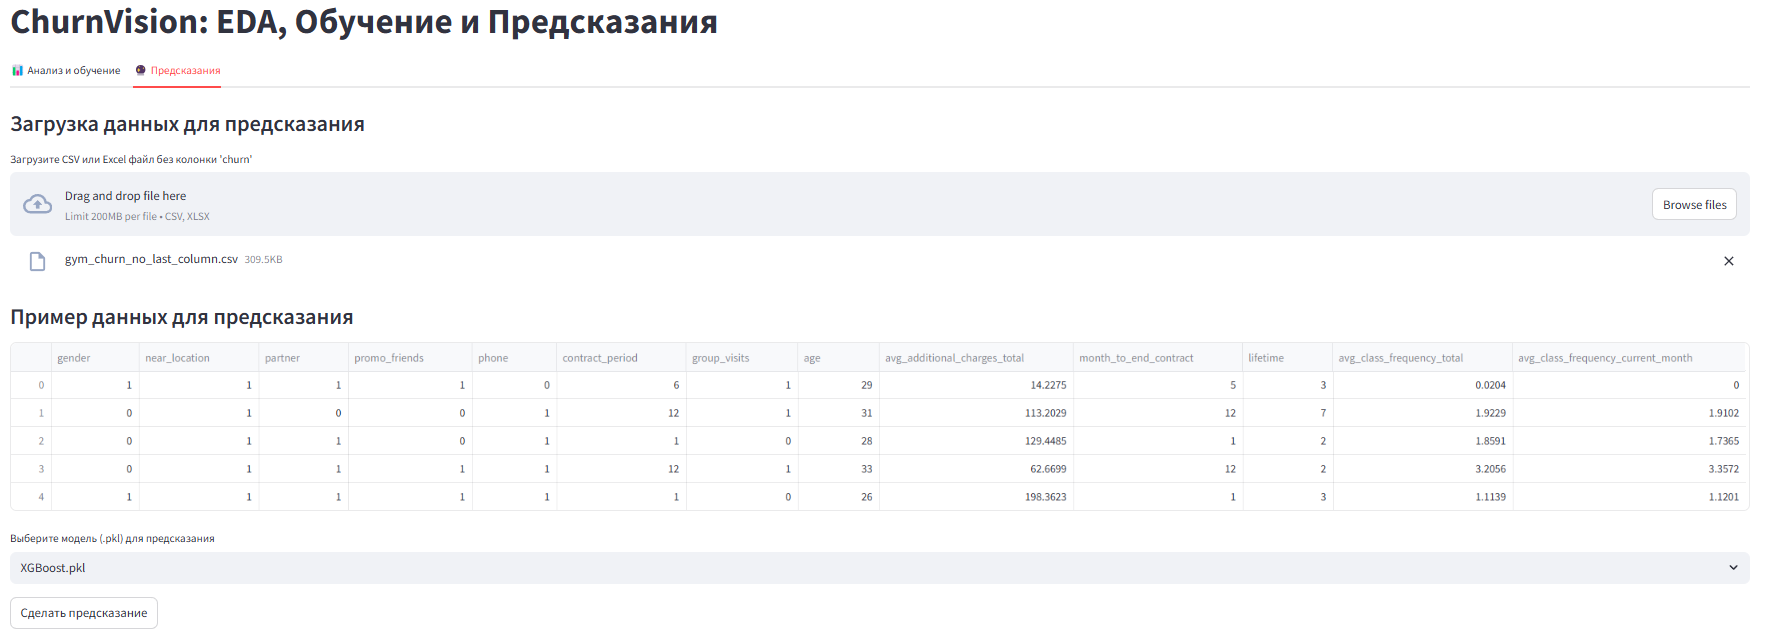 ChurnVision: EDA, Обучение и Предсказания
Анализ и обучение Предсказания
Загрузка данных для предсказания
Загрузите CSV или Excel файл без колонки 'churn'
Drag and drop file here
Limit 200MB per file • CSV, XLSX
Browse files
gym_churn_no_last_column.csv 309.5KB
Пример данных для предсказания
gender near_location partner promo_friends phone contract_period group_visits age avg_additional_charges_total month_to_end_contract lifetime avg_class_frequency_total avg_class_frequency_current_month
0 1 1 1 1 0 6 1 29 14.2275 5 3 0.0204 0
1 0 1 0 0 1 12 1 31 113.2029 12 7 1.9229 1.9102
2 0 1 1 0 1 1 0 28 129.4485 1 2 1.8591 1.7365
3 0 1 1 1 1 12 1 33 62.6699 12 2 3.2056 3.3572
4 1 1 1 1 1 1 0 26 198.3623 1 3 1.1139 1.1201
Выберите модель (.pkl) для предсказания
XGBoost.pkl
Сделать предсказание